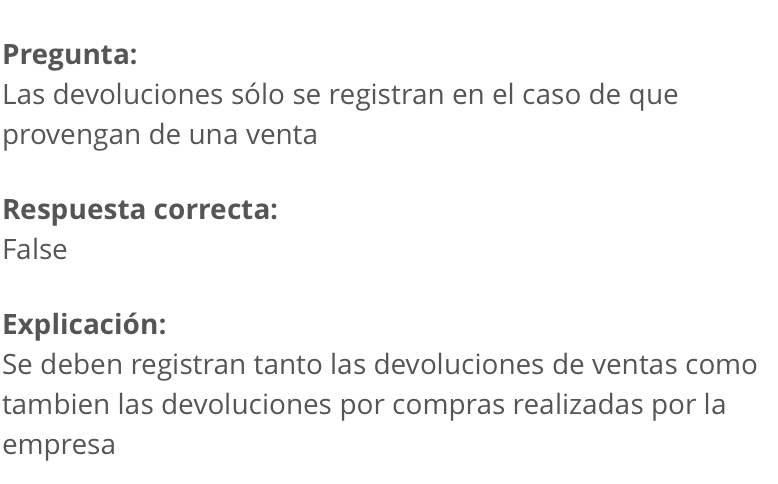 Pregunta:
Las devoluciones sólo se registran en el caso de que
provengan de una venta
Respuesta correcta:
False
Explicación:
Se deben registran tanto las devoluciones de ventas como
tambien las devoluciones por compras realizadas por la
empresa